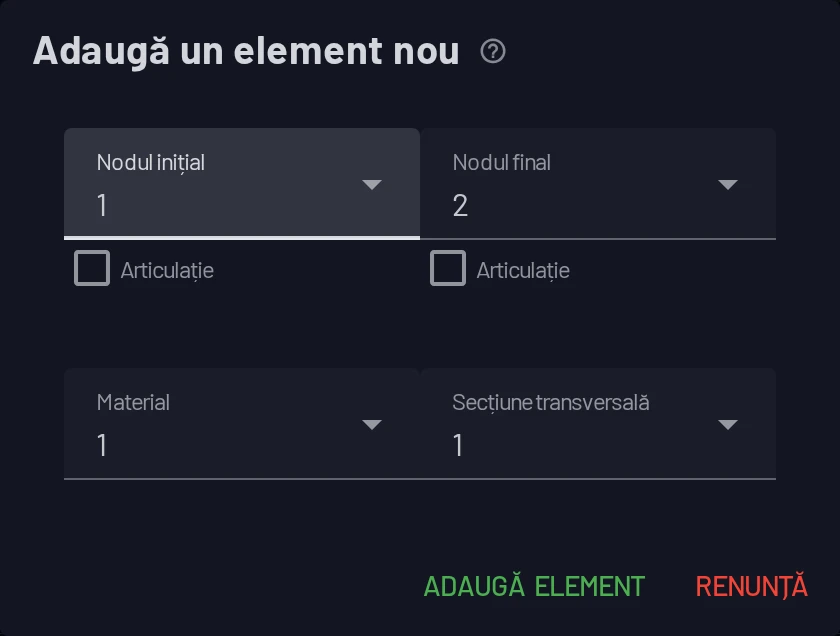 Adaugă un element nou
Nodul inițial
1
Nodul final
2
Articulație
Articulație
Material
1
Secțiune transversală
1
ADAUGĂ ELEMENT
RENUNȚĂ